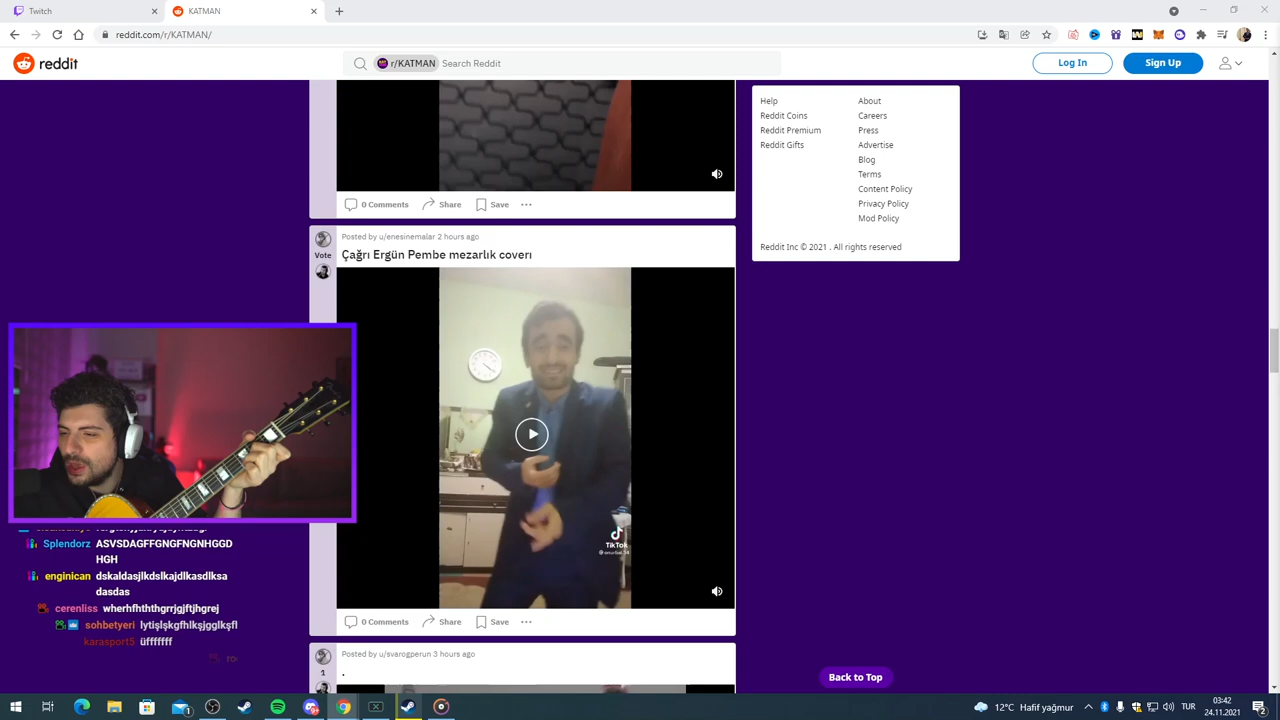 Twitch
KATMAN
reddit.com/r/KATMAN/
reddit
r/KATMAN
Search Reddit
Log In
Sign Up
0 Comments
Share
Save
Posted by u/enesinemalar 2 hours ago
Vote
Çağrı Ergün Pembe mezarlık coverı
TikTok
0 Comments
Share
Save
Posted by u/svarogperun 3 hours ago
1
.
Help
About
Reddit Coins
Careers
Reddit Premium
Press
Reddit Gifts
Advertise
Blog
Terms
Content Policy
Privacy Policy
Mod Policy
Reddit Inc © 2021 . All rights reserved
Splendorz ASVSDAGFFGNGFNGNHGGD
HGH
enginican dskaldasjlkdslkajdlkasdlksa
dasdas
cerenliss wherhfhththgrrjgjftjhgrej
sohbetyeri lytişlşkgfhlkşjgglkşfl
karasport5 üfffffff
Back to Top
12°C Hafif yağmur
TUR
03:42
24.11.2021